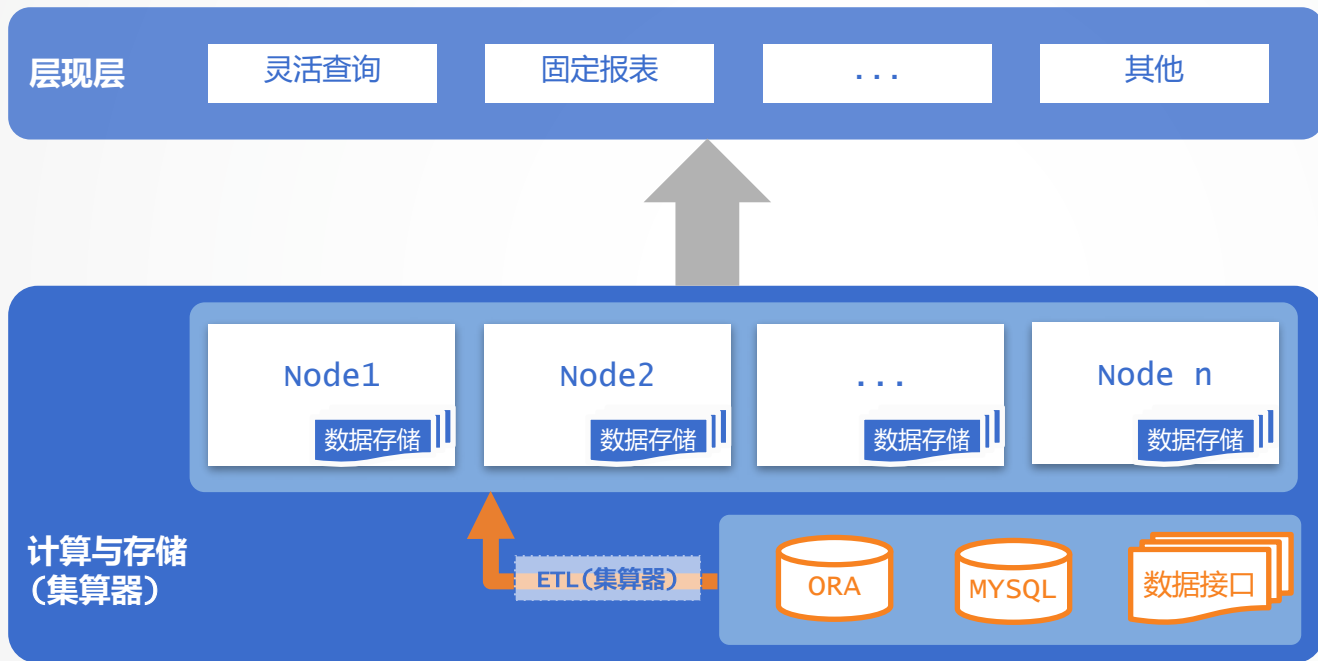 层现层
灵活查询
固定报表
...
其他
Node1
Node2
...
Node n
数据存储
数据存储
数据存储
数据存储
计算与存储
(集算器)
ETL(集算器)
ORA
MYSQL
数据接口